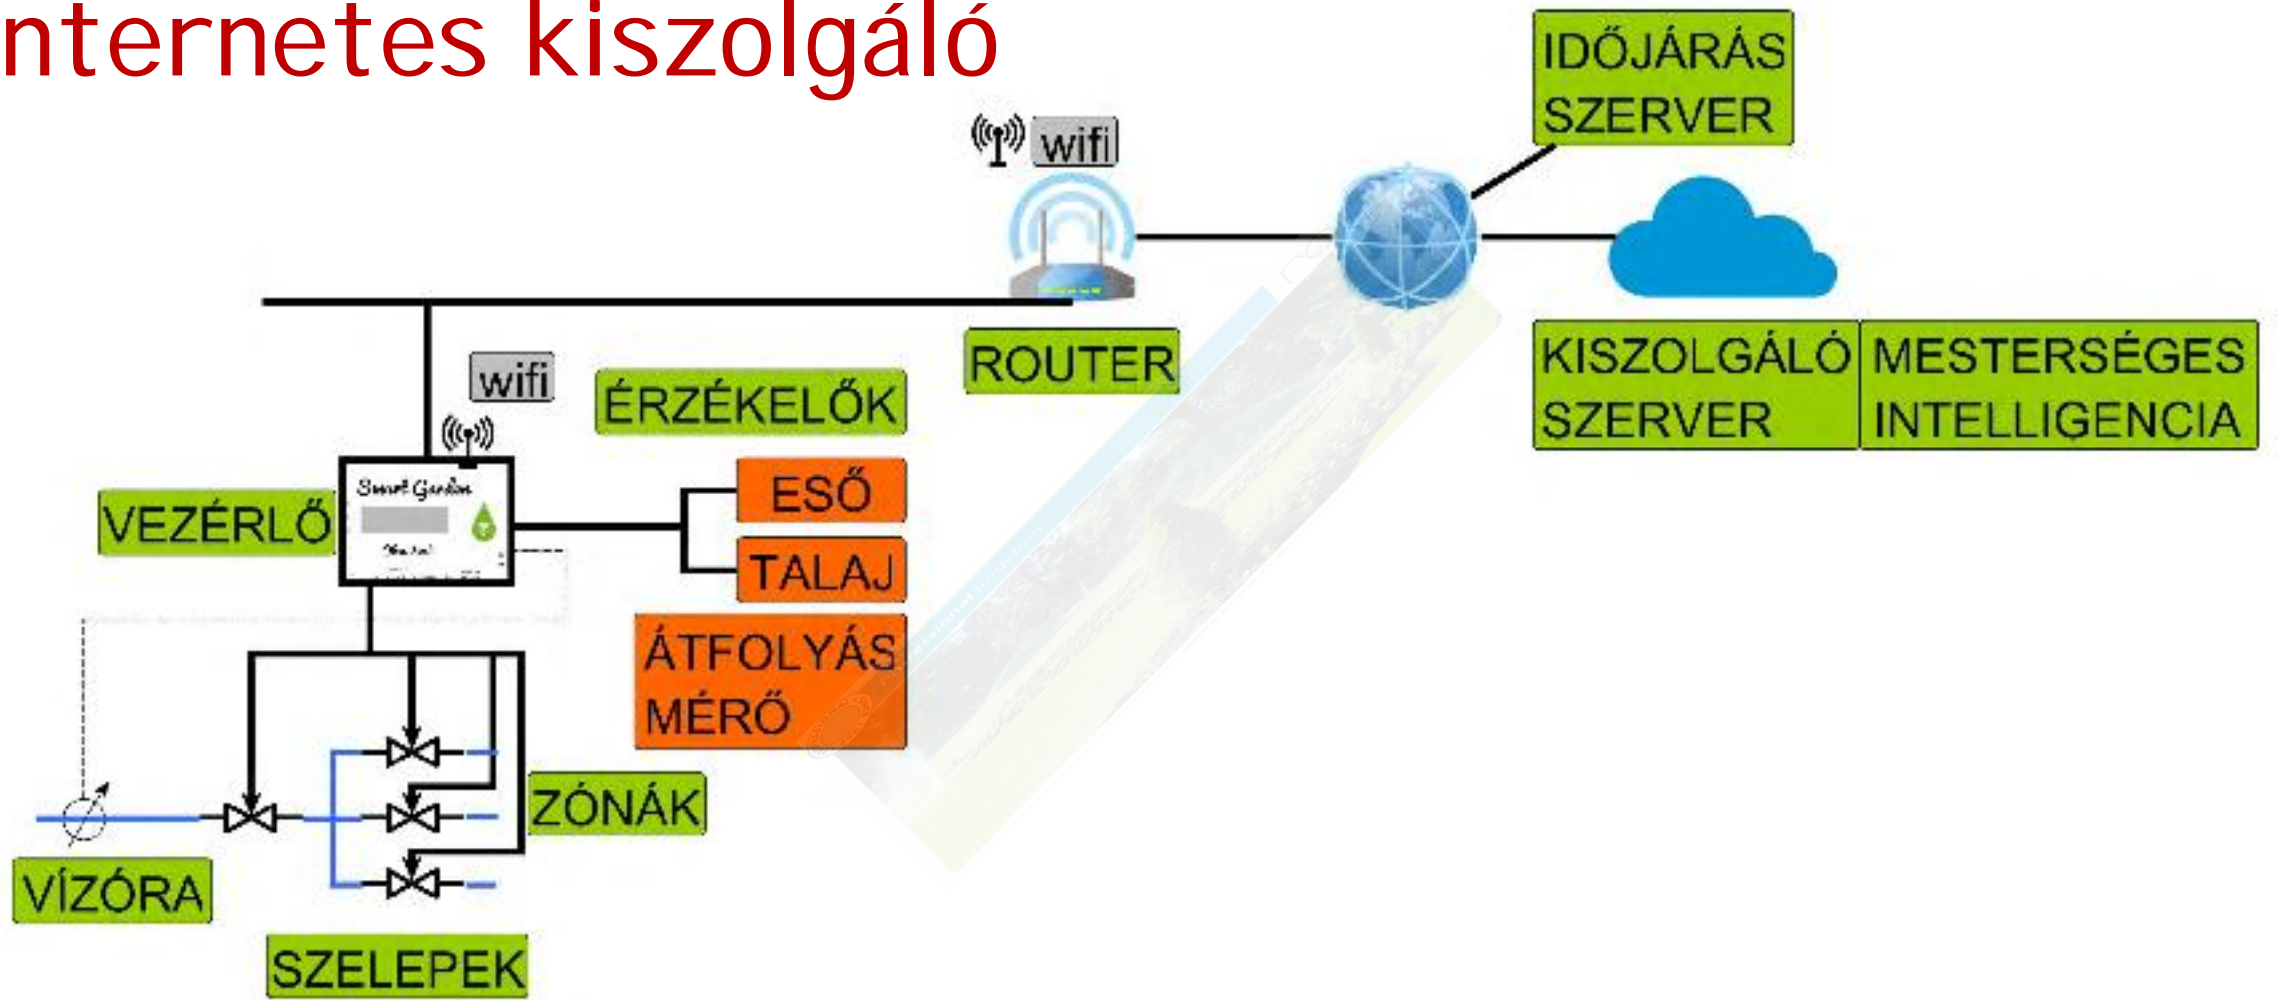 nternetes kiszolgáló
IDŐJÁRÁS
SZERVER
wifi
ROUTER
KISZOLGÁLÓ
SZERVER
MESTERSÉGES
INTELLIGENCIA
wifi
ÉRZÉKELŐK
VEZÉRLŐ
Smart Garden
ESŐ
TALAJ
ÁTFOLYÁS
MÉRŐ
ZÓNÁK
VÍZÓRA
SZELEPEK